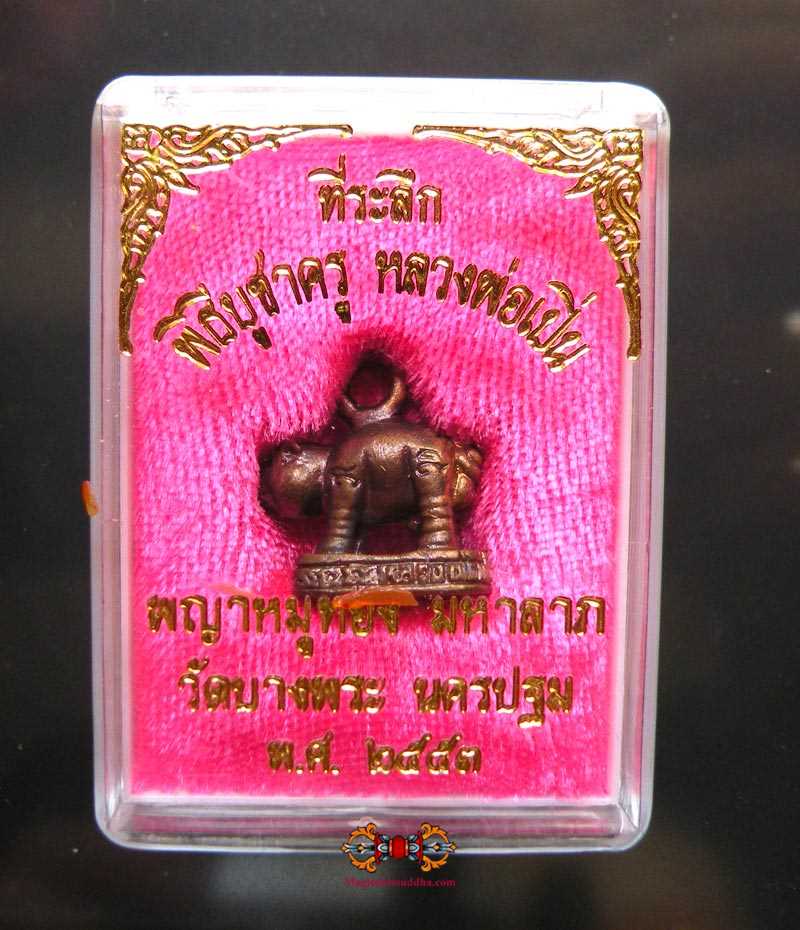 ที่ระลึก
พิธีบูชาครู หลวงพ่อเปิ่น
พญาหมูทอง มหาลาภ
วัดบางพระ นครปฐม
พ.ศ. ๒๕๕๓